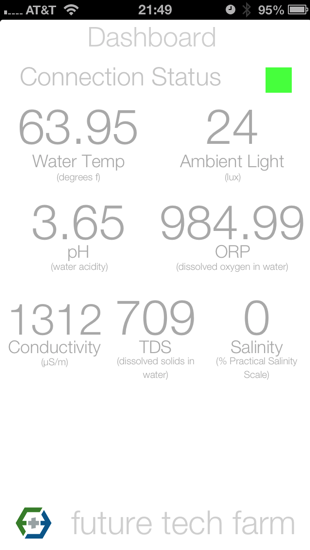 AT&T 21:49 95%
Dashboard
Connection Status
63.95 24
Water Temp Ambient Light
(degrees f) (lux)
3.65 984.99
pH ORP
(water acidity) (dissolved oxygen in water)
1312 709 0
Conductivity TDS Salinity
(µS/m) (dissolved solids in (% Practical Salinity
water) Scale)
future tech farm